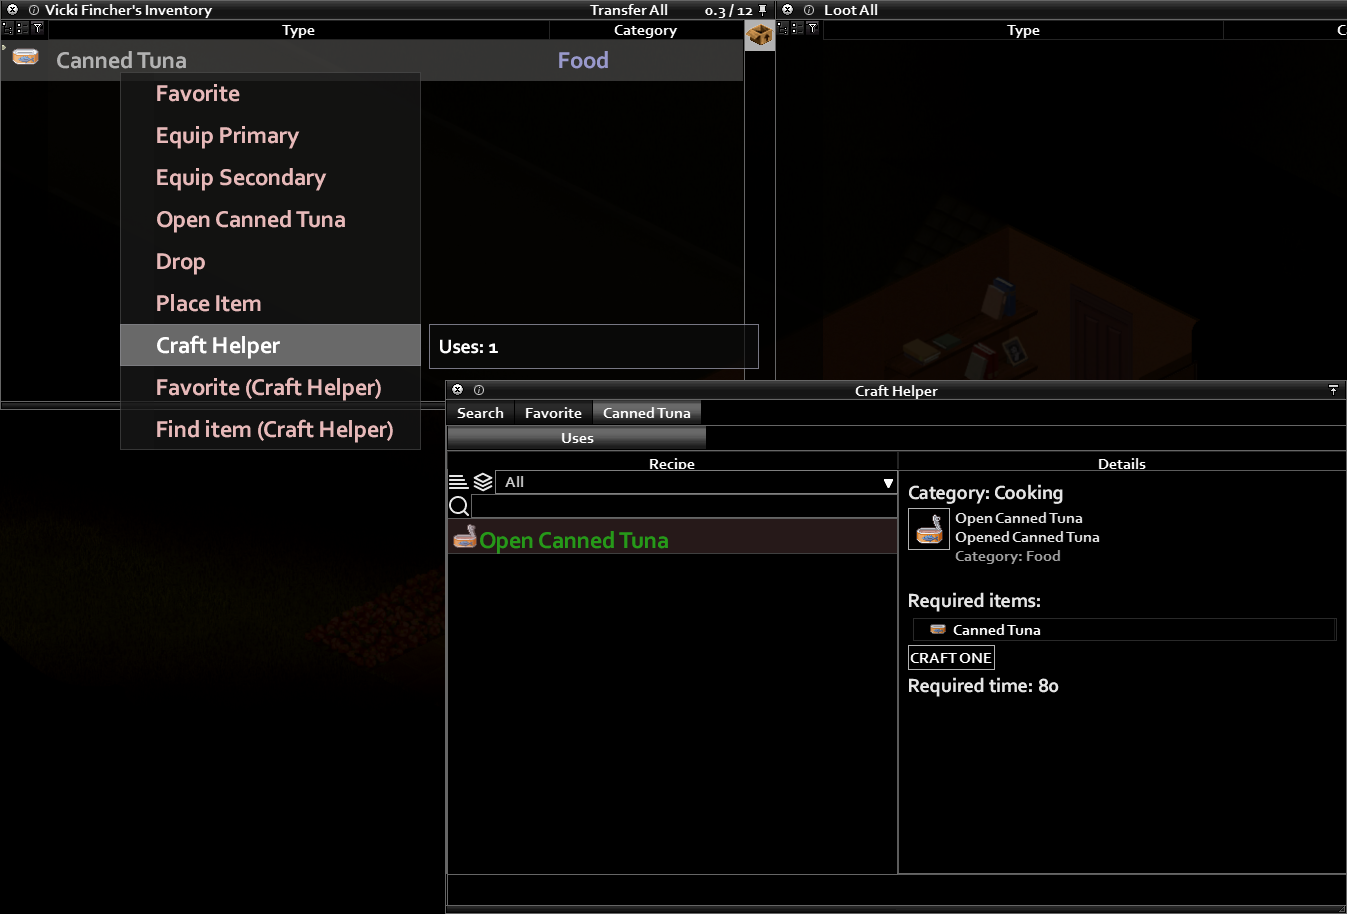 Vicki Fincher's Inventory
Transfer All
0.3 / 12
Loot All
Type
Category
Type
Canned Tuna
Food
Favorite
Equip Primary
Equip Secondary
Open Canned Tuna
Drop
Place Item
Craft Helper
Uses: 1
Favorite (Craft Helper)
Find item (Craft Helper)
Craft Helper
Search
Favorite
Canned Tuna
Uses
Recipe
Details
All
Open Canned Tuna
Category: Cooking
Open Canned Tuna
Opened Canned Tuna
Category: Food
Required items:
Canned Tuna
CRAFT ONE
Required time: 80